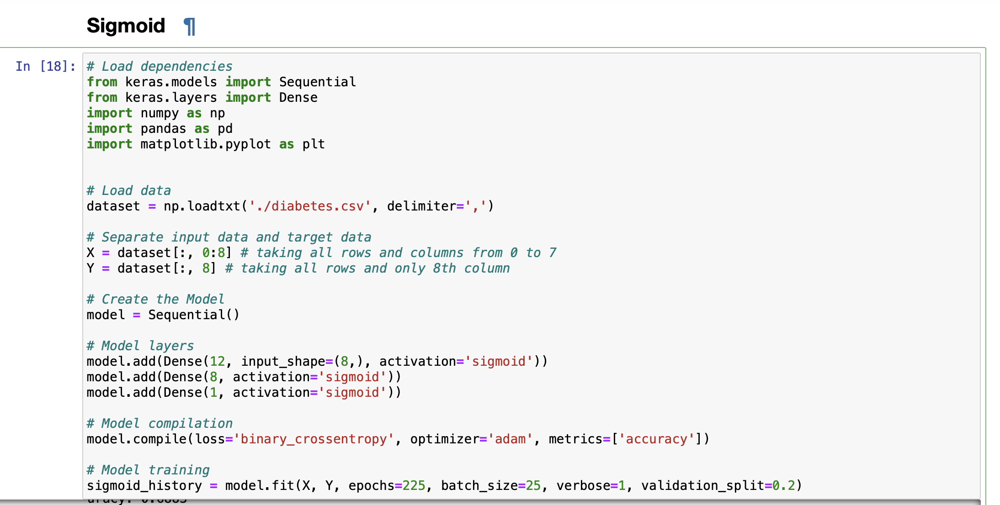 Sigmoid ¶
In [18]:
# Load dependencies
from keras.models import Sequential
from keras.layers import Dense
import numpy as np
import pandas as pd
import matplotlib.pyplot as plt
# Load data
dataset = np.loadtxt('./diabetes.csv', delimiter=',')
# Separate input data and target data
X = dataset[:, 0:8] # taking all rows and columns from 0 to 7
Y = dataset[:, 8] # taking all rows and only 8th column
# Create the Model
model = Sequential()
# Model layers
model.add(Dense(12, input_shape=(8,), activation='sigmoid'))
model.add(Dense(8, activation='sigmoid'))
model.add(Dense(1, activation='sigmoid'))
# Model compilation
model.compile(loss='binary_crossentropy', optimizer='adam', metrics=['accuracy'])
# Model training
sigmoid_history = model.fit(X, Y, epochs=225, batch_size=25, verbose=1, validation_split=0.2)